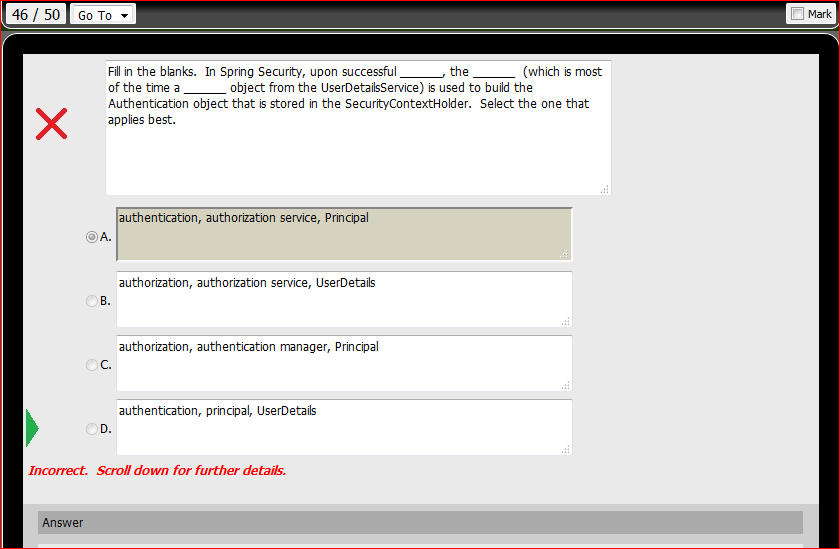 46 / 50 Go To Mark
Fill in the blanks. In Spring Security, upon successful ______, the ______ (which is most
of the time a ______ object from the UserDetailsService) is used to build the
Authentication object that is stored in the SecurityContextHolder. Select the one that
applies best.
A. authentication, authorization service, Principal
B. authorization, authorization service, UserDetails
C. authorization, authentication manager, Principal
D. authentication, principal, UserDetails
Incorrect. Scroll down for further details.
Answer